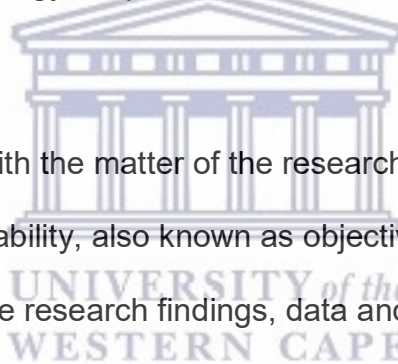 ith the matter of the research
ability, also known as objectiv
UNIVERSITY of the
e research findings, data and
WESTERN CAPE